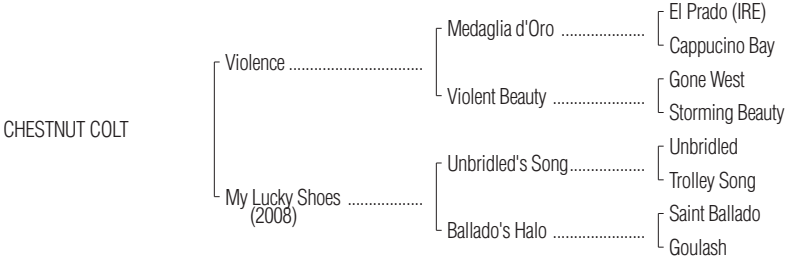 El Prado (IRE)
Medaglia d'Oro ....................
Cappucino Bay
Violence ................................
Gone West
Violent Beauty ......................
Storming Beauty
CHESTNUT COLT
Unbridled
Unbridled's Song..................
Trolley Song
My Lucky Shoes ..................
(2008)
Saint Ballado
Ballado's Halo ......................
Goulash